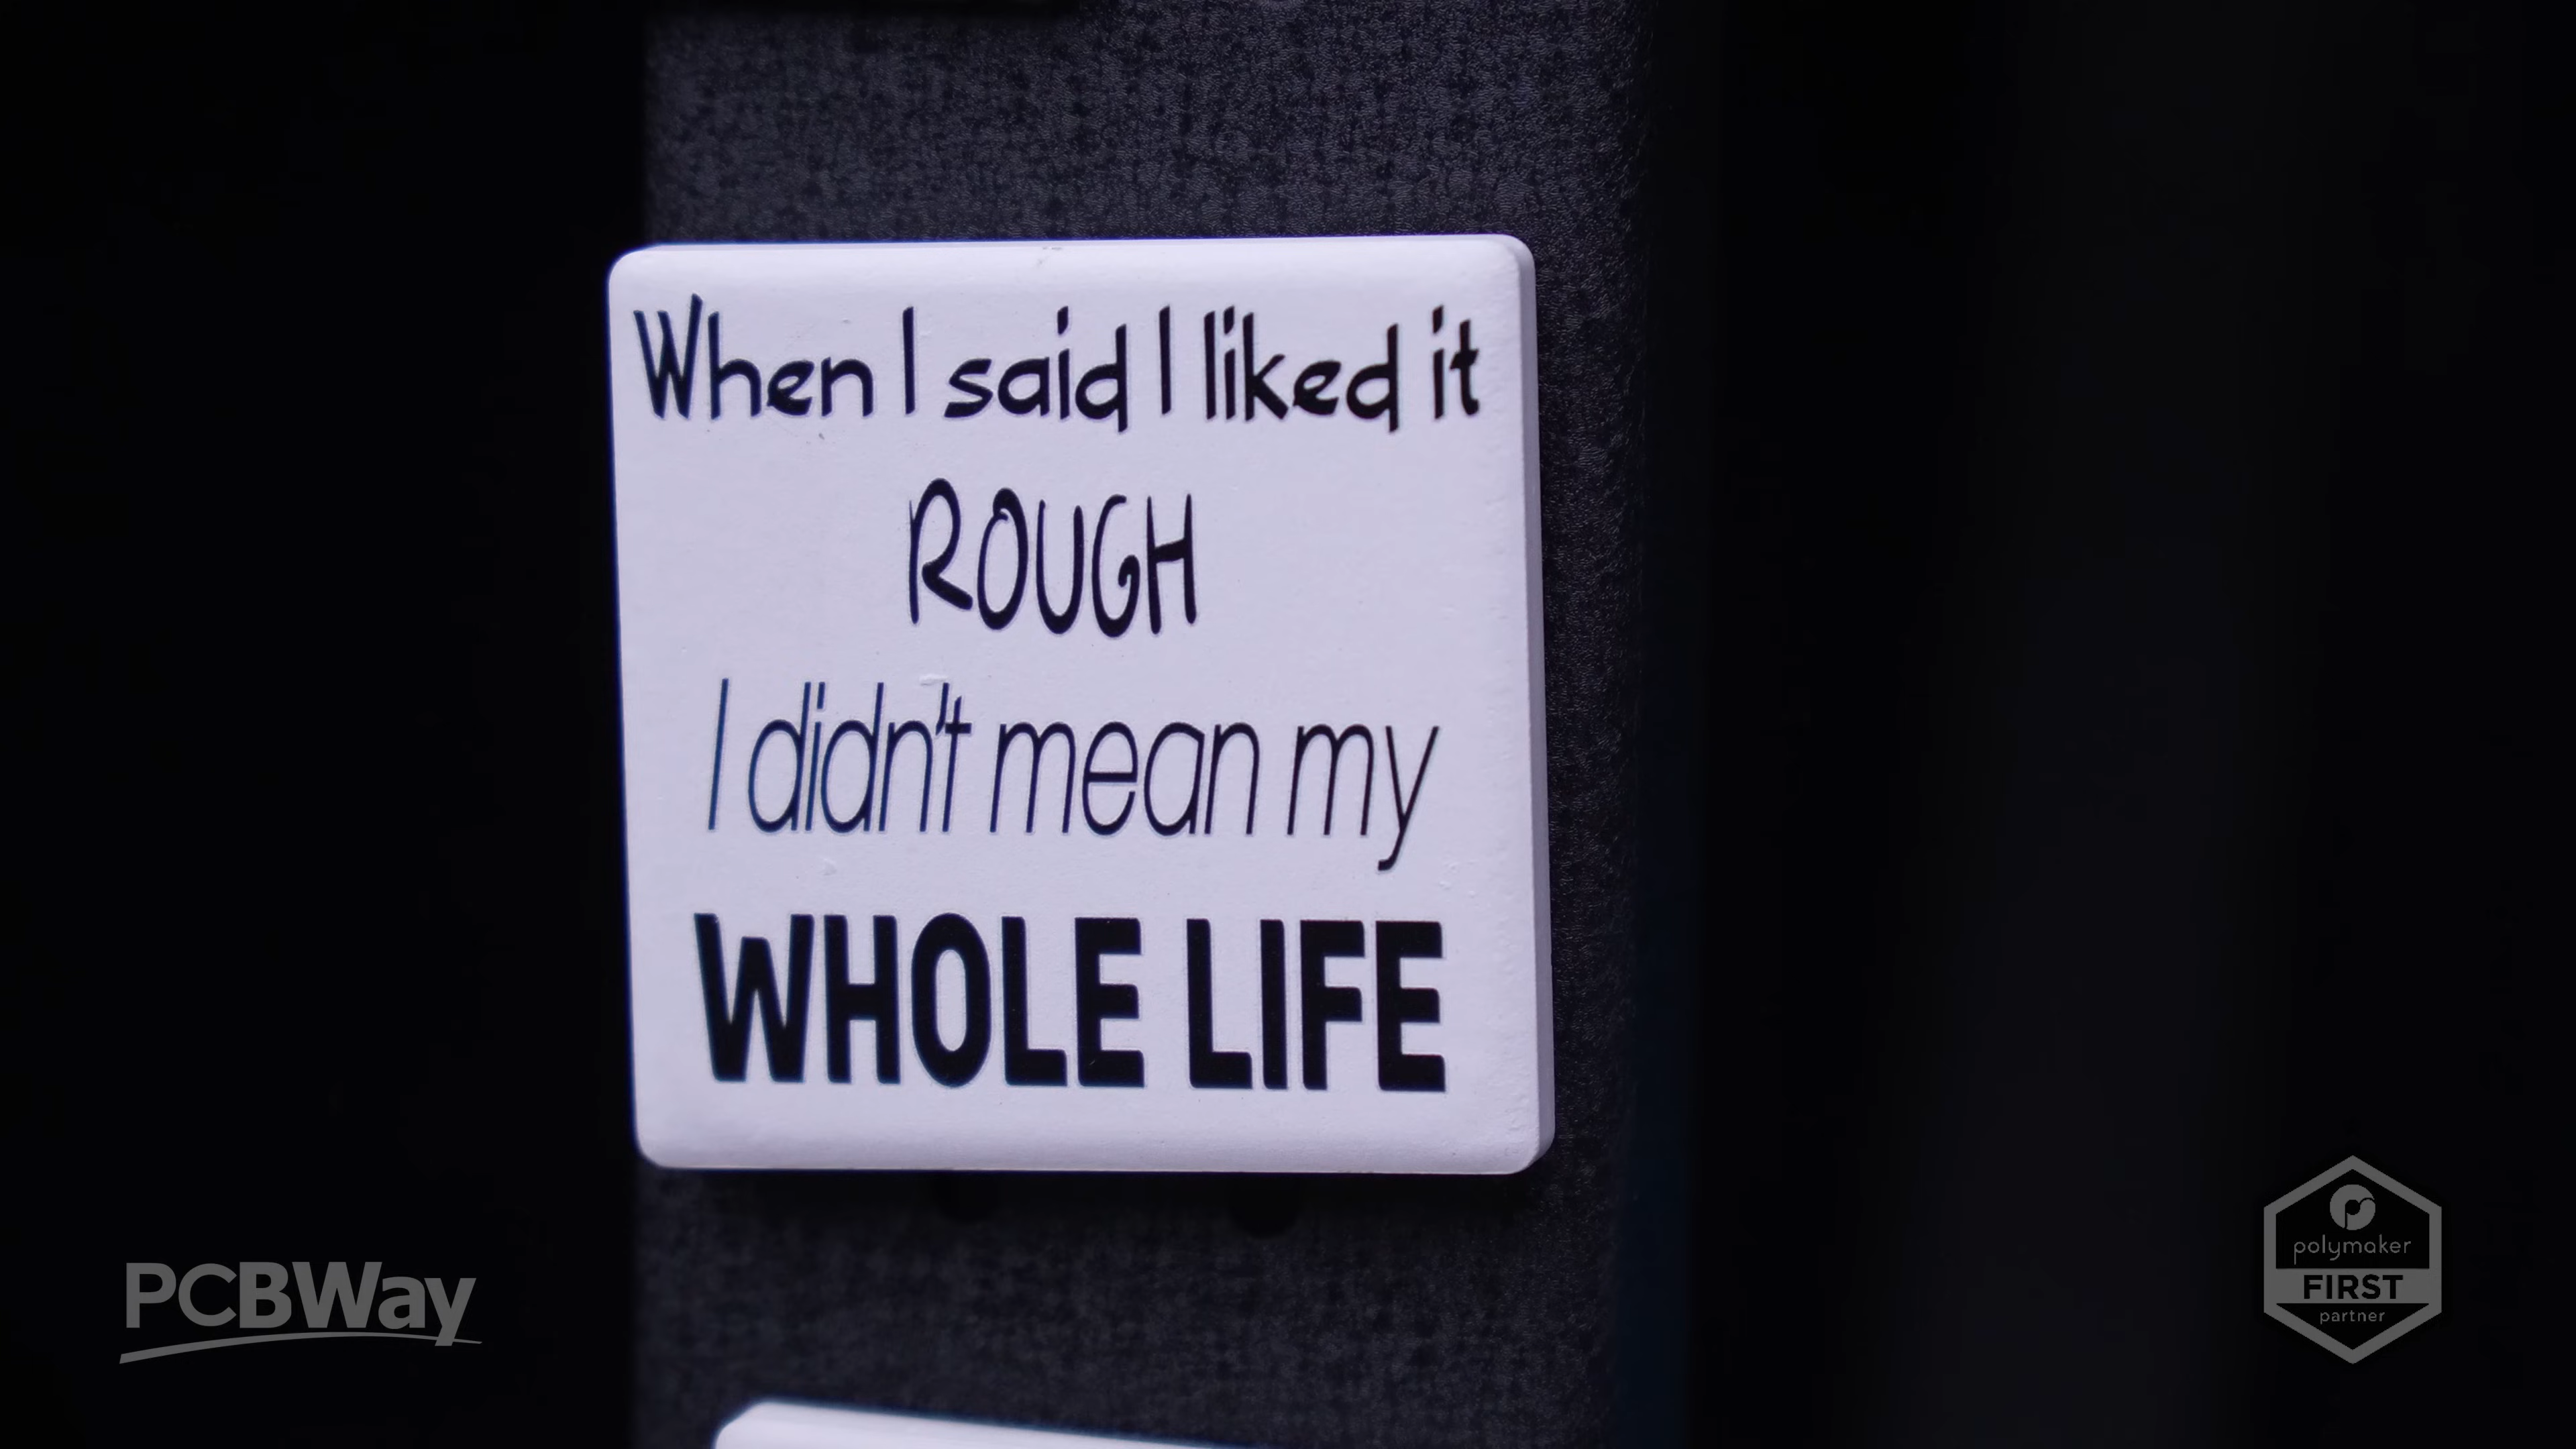 When I said I liked it
ROUGH
I didn't mean my
WHOLE LIFE
PCBWay
polymaker
FIRST
partner